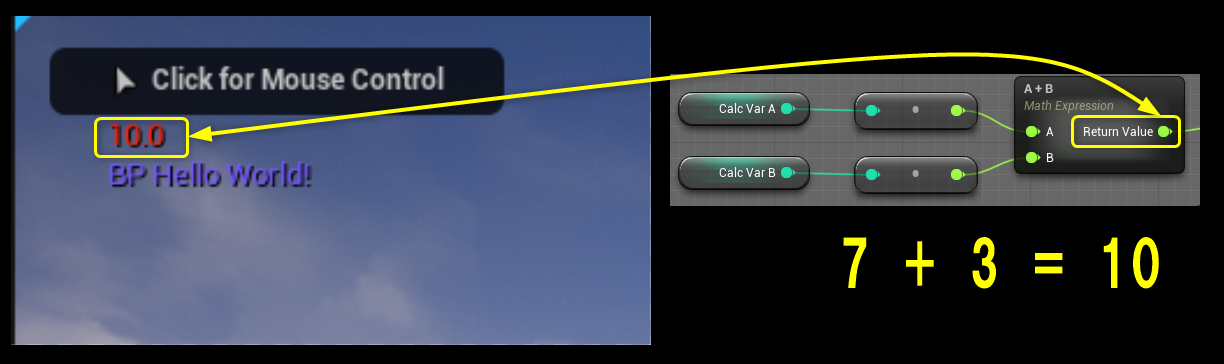 Click for Mouse Control
10.0
BP Hello World!
Calc Var A
Calc Var B
A + B
Math Expression
A
Return Value
B
7 + 3 = 10